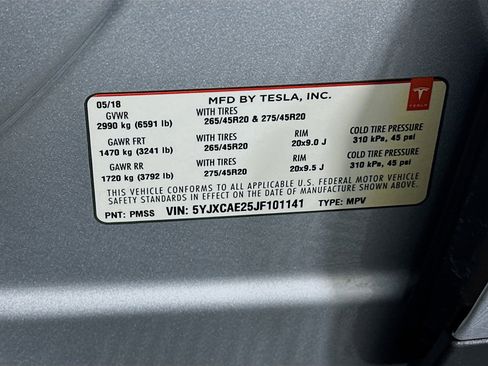 05/18 MFD BY TESLA, INC.
TESLA
GVWR WITH TIRES
2990 kg (6591 lb) 265/45R20 & 275/45R20
GAWR FRT WITH TIRES RIM COLD TIRE PRESSURE
1470 kg (3241 lb) 265/45R20 20x9.0 J 310 kPa, 45 psi
GAWR RR WITH TIRES RIM COLD TIRE PRESSURE
1720 kg (3792 lb) 275/45R20 20x9.5 J 310 kPa, 45 psi
THIS VEHICLE CONFORMS TO ALL APPLICABLE U.S. FEDERAL MOTOR VEHICLE
SAFETY STANDARDS IN EFFECT ON THE DATE OF MANUFACTURE SHOWN ABOVE.
PNT: PMSS VIN: 5YJXCAE25JF101141 TYPE: MPV